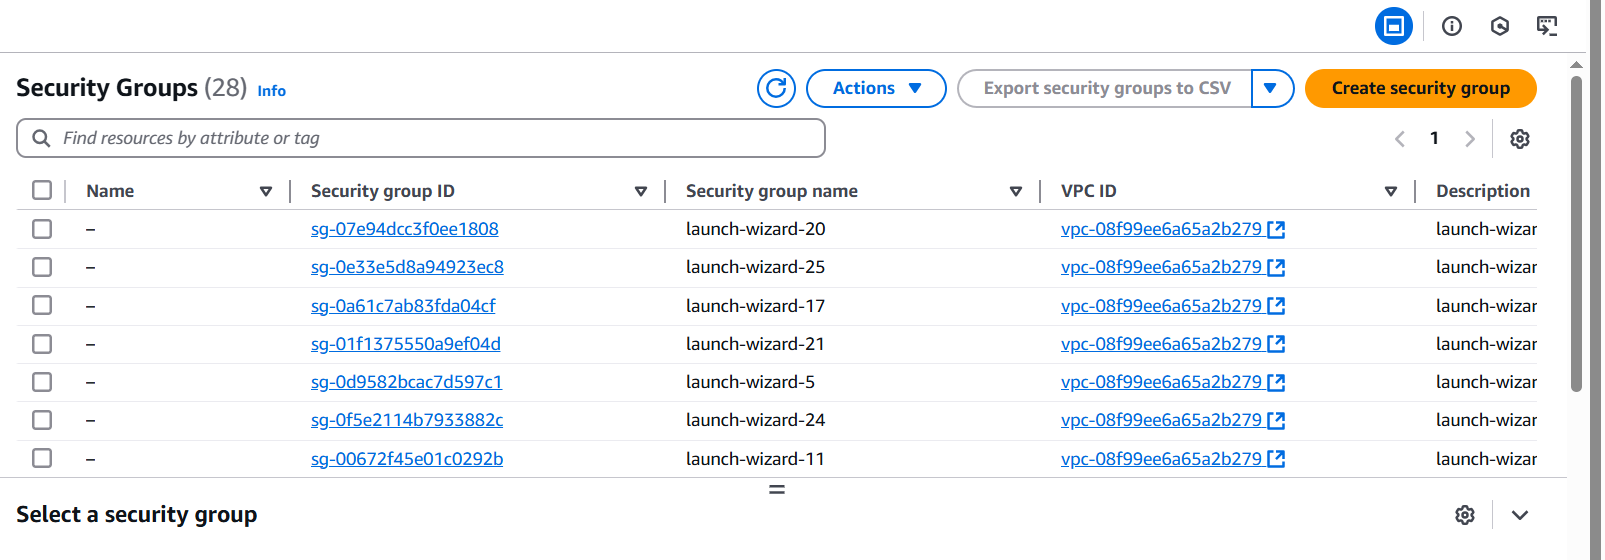 Security Groups (28) Info
Actions
Export security groups to CSV
Create security group
Find resources by attribute or tag
1
Name Security group ID Security group name VPC ID Description
– sg-07e94dcc3f0ee1808 launch-wizard-20 vpc-08f99ee6a65a2b279 launch-wizar
– sg-0e33e5d8a94923ec8 launch-wizard-25 vpc-08f99ee6a65a2b279 launch-wizar
– sg-0a61c7ab83fda04cf launch-wizard-17 vpc-08f99ee6a65a2b279 launch-wizar
– sg-01f1375550a9ef04d launch-wizard-21 vpc-08f99ee6a65a2b279 launch-wizar
– sg-0d9582bcac7d597c1 launch-wizard-5 vpc-08f99ee6a65a2b279 launch-wizar
– sg-0f5e2114b7933882c launch-wizard-24 vpc-08f99ee6a65a2b279 launch-wizar
– sg-00672f45e01c0292b launch-wizard-11 vpc-08f99ee6a65a2b279 launch-wizar
Select a security group